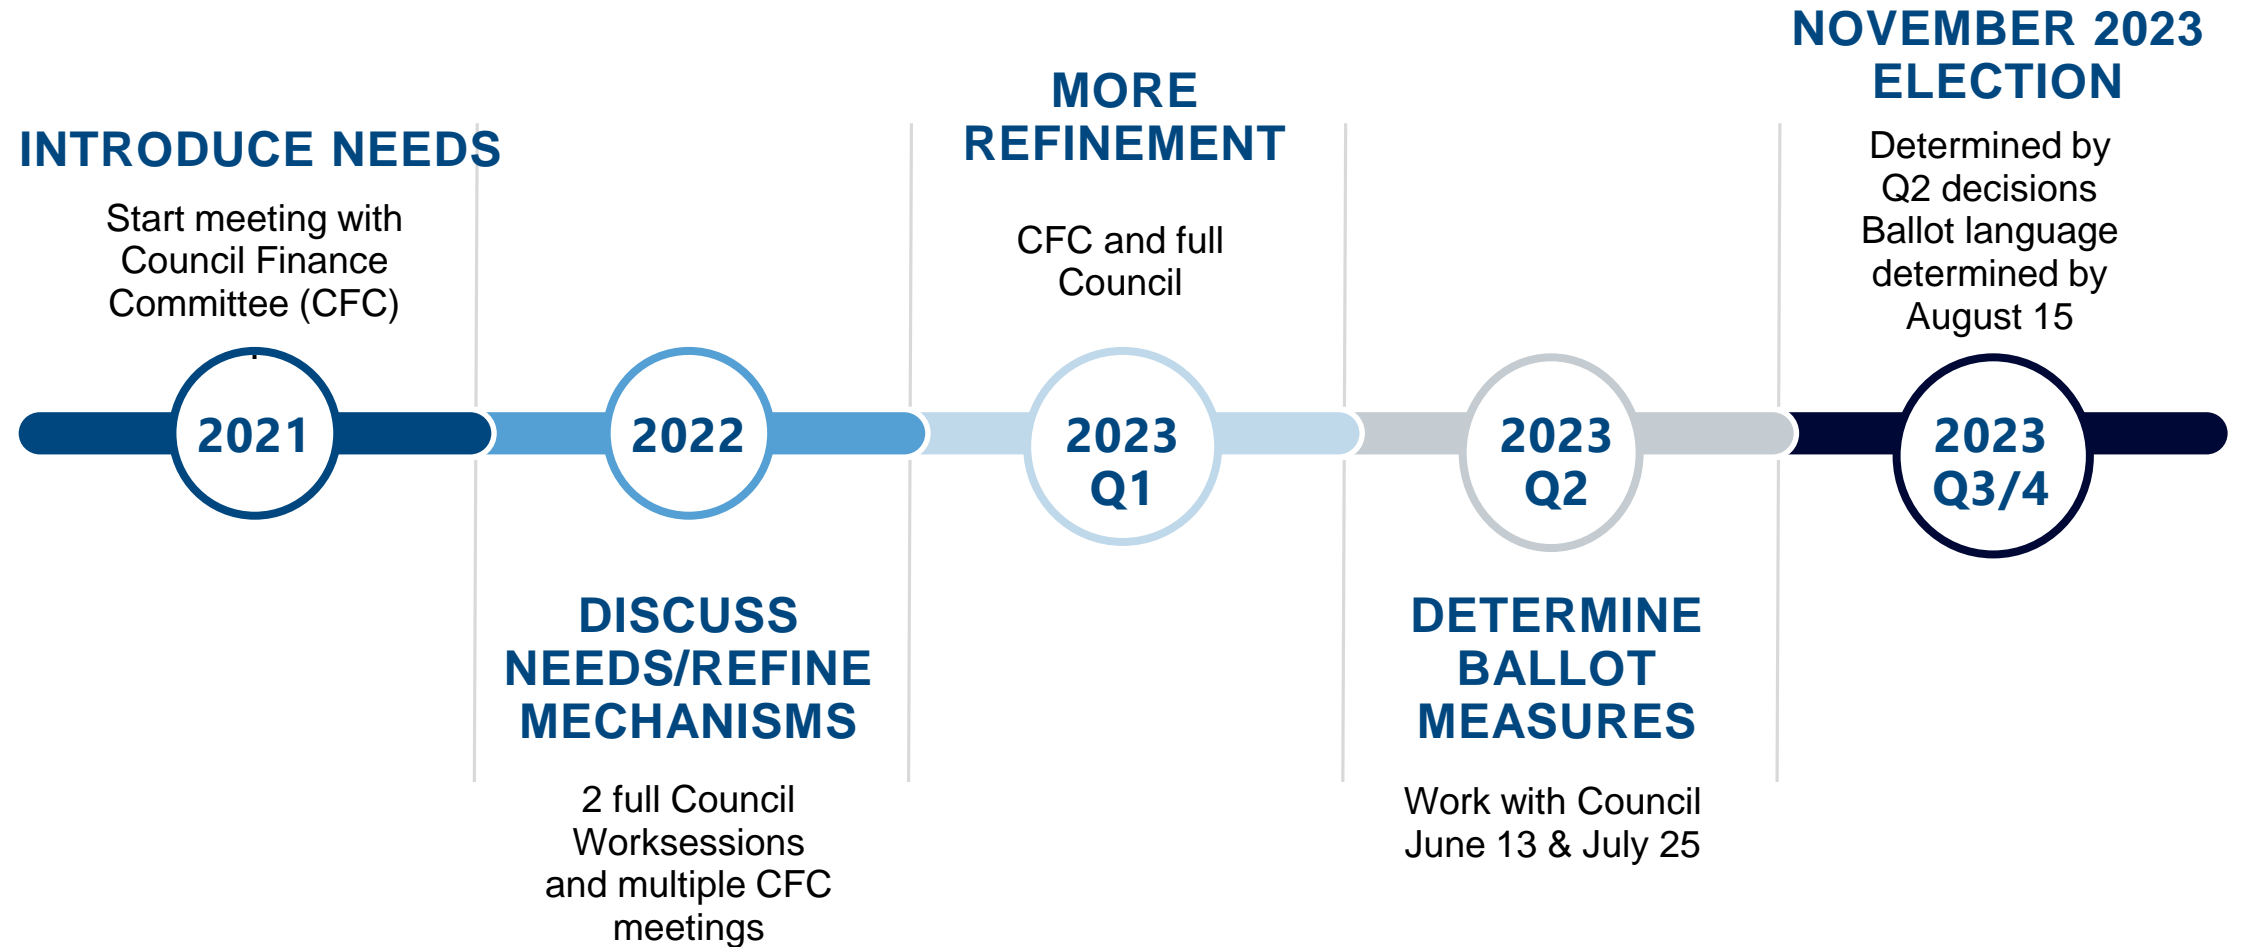 INTRODUCE NEEDS
Start meeting with
Council Finance
Committee (CFC)
2021
2022
DISCUSS
NEEDS/REFINE
MECHANISMS
2 full Council
Worksessions
and multiple CFC
meetings
MORE
REFINEMENT
CFC and full
Council
2023
Q1
2023
Q2
DETERMINE
BALLOT
MEASURES
Work with Council
June 13 & July 25
NOVEMBER 2023
ELECTION
Determined by
Q2 decisions
Ballot language
determined by
August 15
2023
Q3/4